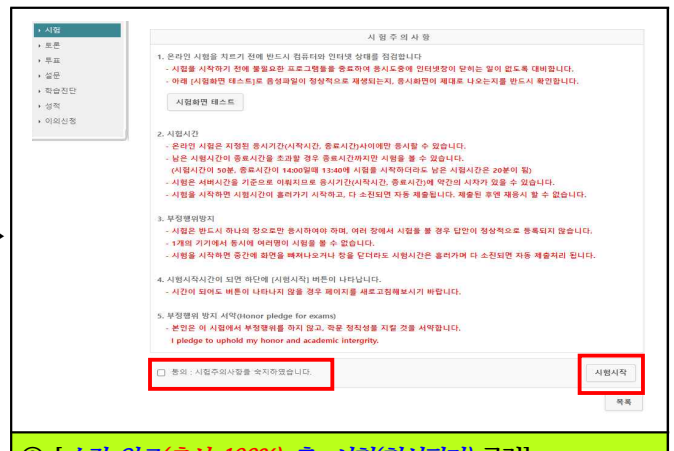 시험
토론
투표
설문
학습진단
성적
이의신청
시 험 주 의 사 항
1. 온라인 시험을 치르기 전에 반드시 컴퓨터와 인터넷 상태를 점검합니다
- 시험을 시작하기 전에 불필요한 프로그램들을 종료하여 응시도중에 인터넷창이 닫히는 일이 없도록 대비합니다.
- 아래 [시험화면 테스트]로 음성파일이 정상적으로 재생되는지, 응시화면이 제대로 나오는지를 반드시 확인합니다.
시험화면 테스트
2. 시험시간
- 온라인 시험은 지정된 응시기간(시작시간, 종료시간)사이에만 응시할 수 있습니다.
- 남은 시험시간이 종료시간을 초과할 경우 종료시간까지만 시험을 볼 수 있습니다.
(시험시간이 50분, 종료시간이 14:00일때 13:40에 시험을 시작하더라도 남은 시험시간은 20분이 됨)
- 시험은 서버시간을 기준으로 이뤄지므로 응시기간(시작시간, 종료시간)에 약간의 시차가 있을 수 있습니다.
- 시험을 시작하면 시험시간이 흘러가기 시작하고, 다 소진되면 자동 제출됩니다. 제출된 후엔 재응시 할 수 없습니다.
3. 부정행위방지
- 시험은 반드시 하나의 창으로만 응시하여야 하며, 여러 창에서 시험을 볼 경우 답안이 정상적으로 등록되지 않습니다.
- 1개의 기기에서 동시에 여러명이 시험을 볼 수 없습니다.
- 시험을 시작하면 중간에 화면을 빠져나오거나 창을 닫더라도 시험시간은 흘러가며 다 소진되면 자동 제출처리 됩니다.
4. 시험시작시간이 되면 하단에 [시험시작] 버튼이 나타납니다.
- 시간이 되어도 버튼이 나타나지 않을 경우 페이지를 새로고침해보시기 바랍니다.
5. 부정행위 방지 서약(Honor pledge for exams)
- 본인은 이 시험에서 부정행위를 하지 않고, 학문 정직성을 지킬 것을 서약합니다.
I pledge to uphold my honor and academic intergrity.
동의 : 시험주의사항을 숙지하였습니다.
시험시작
목록